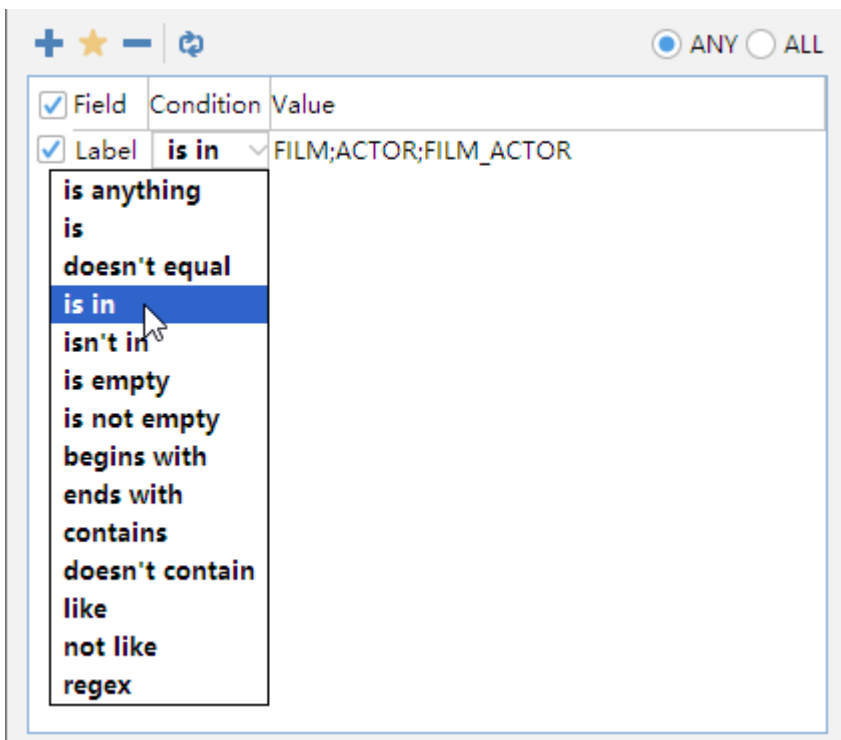 ANY ALL
Field Condition Value
Label is in FILM;ACTOR;FILM_ACTOR
is anything
is
doesn't equal
is in
isn't in
is empty
is not empty
begins with
ends with
contains
doesn't contain
like
not like
regex